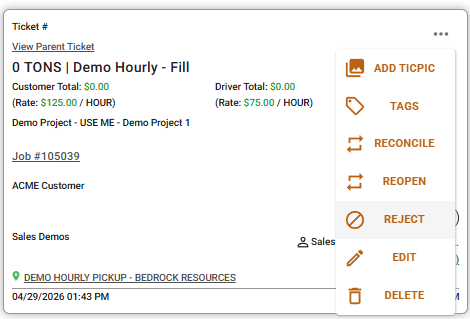 Ticket #
View Parent Ticket
0 TONS | Demo Hourly - Fill
Customer Total: $0.00
Driver Total: $0.00
(Rate: $125.00 / HOUR)
(Rate: $75.00 / HOUR)
Demo Project - USE ME - Demo Project 1
Job #105039
ACME Customer
Sales Demos
Sales
DEMO HOURLY PICKUP - BEDROCK RESOURCES
04/29/2026 01:43 PM
ADD TICPIC
TAGS
RECONCILE
REOPEN
REJECT
EDIT
DELETE